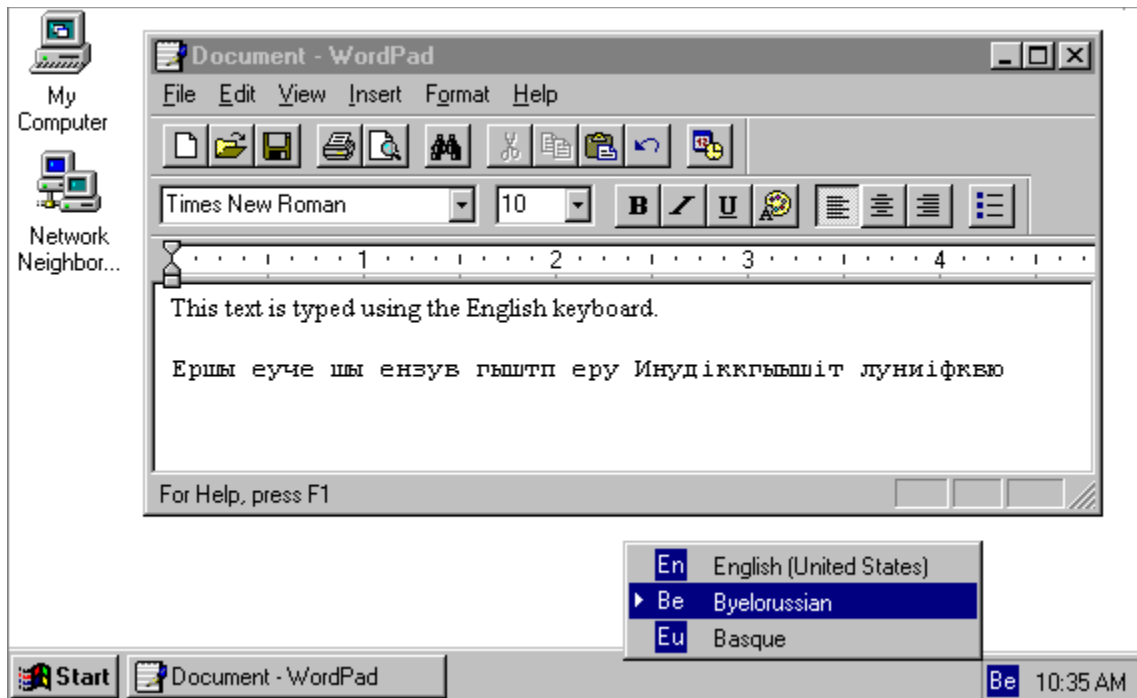 My
Computer
Network
Neighbor...
Document - WordPad
File Edit View Insert Format Help
Times New Roman 10 B I U
1 2 3 4
This text is typed using the English keyboard.
Ершы еуче шы ензув гыштп еру Инудіккгыышіт луниіфквю
For Help, press F1
En English (United States)
Be Byelorussian
Eu Basque
Start Document - WordPad Be 10:35 AM